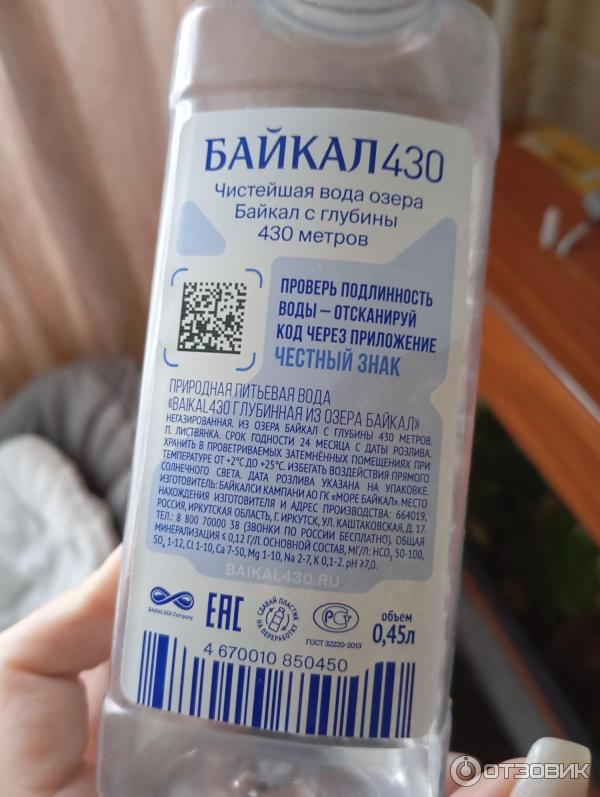 БАЙКАЛ430
Чистейшая вода озера
Байкал с глубины
430 метров
ПРОВЕРЬ ПОДЛИННОСТЬ
ВОДЫ – ОТСКАНИРУЙ
КОД ЧЕРЕЗ ПРИЛОЖЕНИЕ
ЧЕСТНЫЙ ЗНАК
ПРИРОДНАЯ ПИТЬЕВАЯ ВОДА
«BAIKAL430 ГЛУБИННАЯ ИЗ ОЗЕРА БАЙКАЛ»
НЕГАЗИРОВАННАЯ. ИЗ ОЗЕРА БАЙКАЛ С ГЛУБИНЫ 430 МЕТРОВ.
П. ЛИСТВЯНКА. СРОК ГОДНОСТИ 24 МЕСЯЦА С ДАТЫ РОЗЛИВА.
ХРАНИТЬ В ПРОВЕТРИВАЕМЫХ ЗАТЕМНЁННЫХ ПОМЕЩЕНИЯХ ПРИ
ТЕМПЕРАТУРЕ ОТ +2°С ДО +25°С. ИЗБЕГАТЬ ВОЗДЕЙСТВИЯ ПРЯМОГО
СОЛНЕЧНОГО СВЕТА. ДАТА РОЗЛИВА УКАЗАНА НА УПАКОВКЕ.
ИЗГОТОВИТЕЛЬ: БАЙКАЛСИ КАМПАНИ АО ГК «МОРЕ БАЙКАЛ». МЕСТО
НАХОЖДЕНИЯ ИЗГОТОВИТЕЛЯ И АДРЕС ПРОИЗВОДСТВА: 664019,
РОССИЯ, ИРКУТСКАЯ ОБЛАСТЬ, Г. ИРКУТСК, УЛ. КАШТАКОВСКАЯ, Д. 17.
ТЕЛ.: 8 800 70000 38 (ЗВОНКИ ПО РОССИИ БЕСПЛАТНО). ОБЩАЯ
МИНЕРАЛИЗАЦИЯ ≤ 0,12 Г/Л. ОСНОВНОЙ СОСТАВ, МГ/Л: HCO₃ 50-100,
SO₄ 1-12, Cl 1-10, Ca 7-50, Mg 1-10, Na 2-7, K 0,1-2. pH ≥7,0.
BAIKAL430.RU
BAIKALSEA Company
ЕАС
СДАВАЙ ПЛАСТИК
НА ПЕРЕРАБОТКУ
РСТ
ГОСТ 32220-2013
объем
0,45л
4 670010 850450
ОТЗОВИК